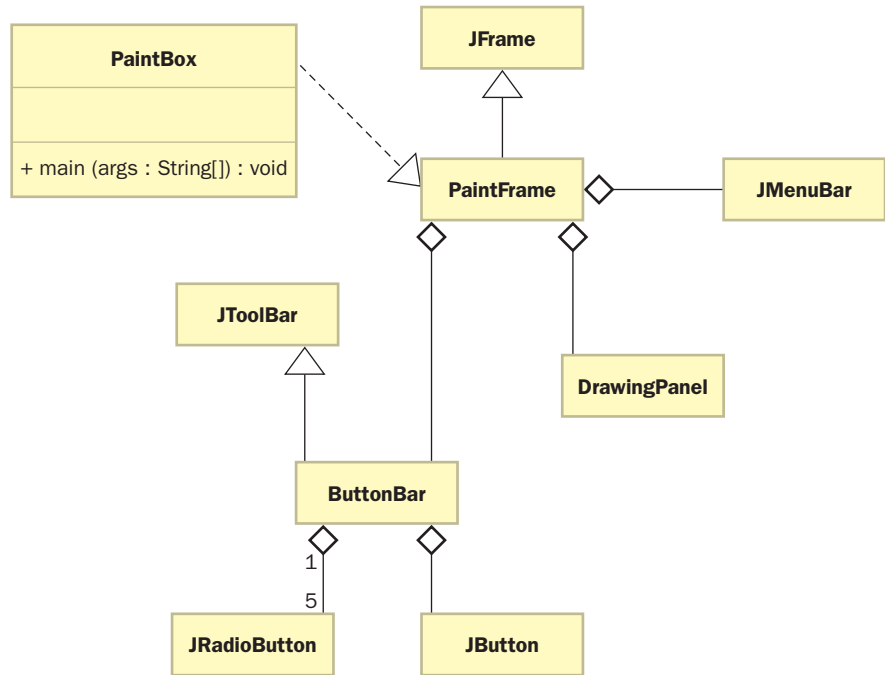 JFrame
PaintBox
+ main (args : String[]) : void
PaintFrame
JMenuBar
JToolBar
DrawingPanel
ButtonBar
1
5
JRadioButton
JButton